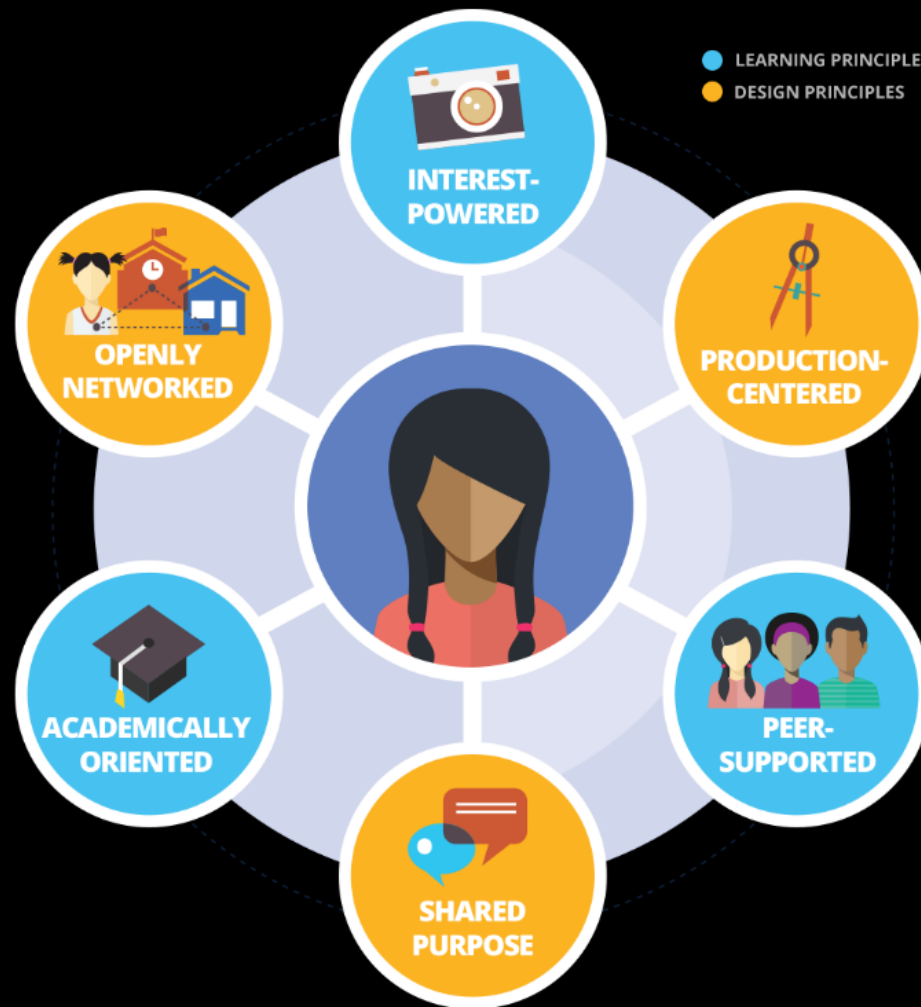 LEARNING PRINCIPLE
DESIGN PRINCIPLES
INTEREST-
POWERED
OPENLY
NETWORKED
PRODUCTION-
CENTERED
ACADEMICALLY
ORIENTED
PEER-
SUPPORTED
SHARED
PURPOSE